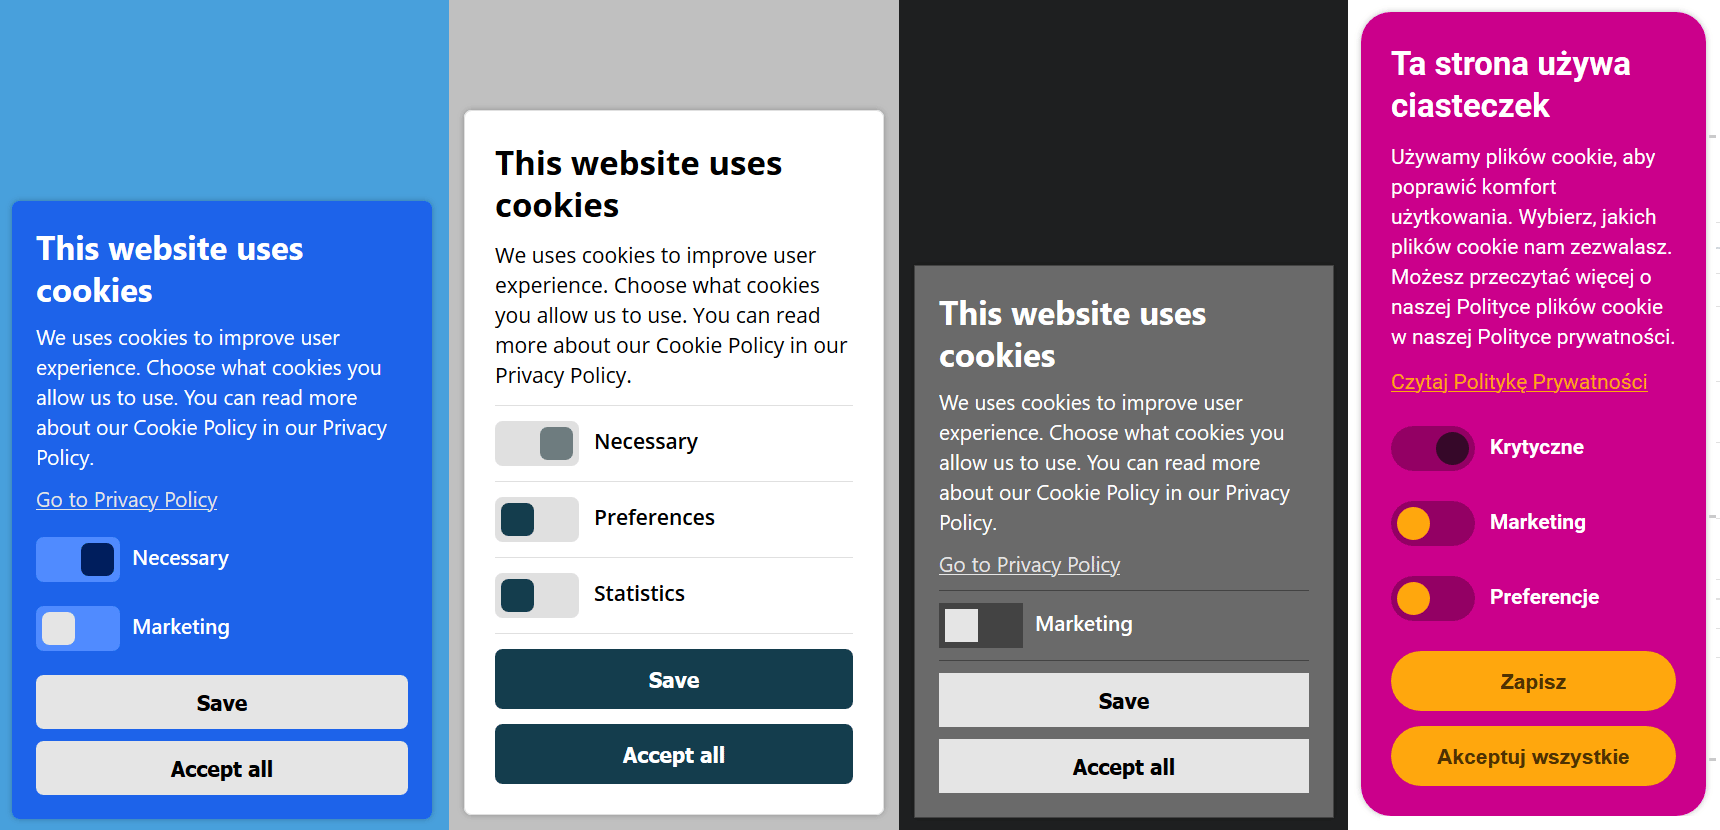 This website uses
cookies
We uses cookies to improve user
experience. Choose what cookies you
allow us to use. You can read more
about our Cookie Policy in our Privacy
Policy.
Go to Privacy Policy
Necessary
Marketing
Save
Accept all
This website uses
cookies
We uses cookies to improve user
experience. Choose what cookies
you allow us to use. You can read
more about our Cookie Policy in our
Privacy Policy.
Necessary
Preferences
Statistics
Save
Accept all
This website uses
cookies
We uses cookies to improve user
experience. Choose what cookies you
allow us to use. You can read more
about our Cookie Policy in our Privacy
Policy.
Go to Privacy Policy
Marketing
Save
Accept all
Ta strona używa
ciasteczek
Używamy plików cookie, aby
poprawić komfort
użytkowania. Wybierz, jakich
plików cookie nam zezwalasz.
Możesz przeczytać więcej o
naszej Polityce plików cookie
w naszej Polityce prywatności.
Czytaj Politykę Prywatności
Krytyczne
Marketing
Preferencje
Zapisz
Akceptuj wszystkie